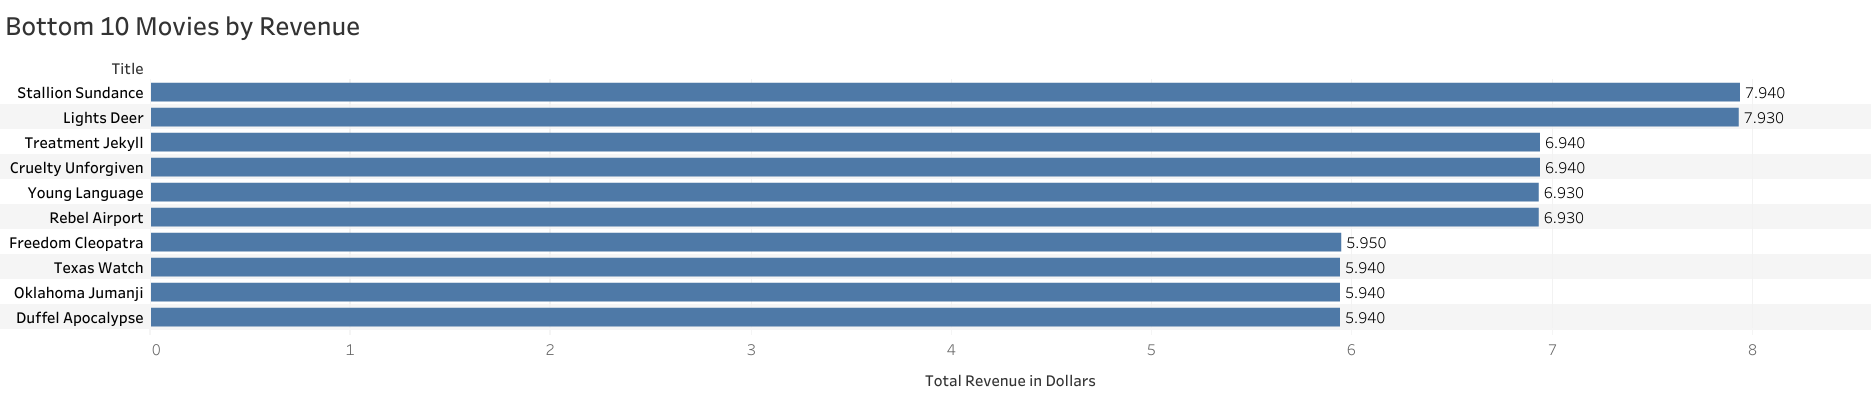 Bottom 10 Movies by Revenue
Title
Stallion Sundance 7.940
Lights Deer 7.930
Treatment Jekyll 6.940
Cruelty Unforgiven 6.940
Young Language 6.930
Rebel Airport 6.930
Freedom Cleopatra 5.950
Texas Watch 5.940
Oklahoma Jumanji 5.940
Duffel Apocalypse 5.940
0 1 2 3 4 5 6 7 8
Total Revenue in Dollars